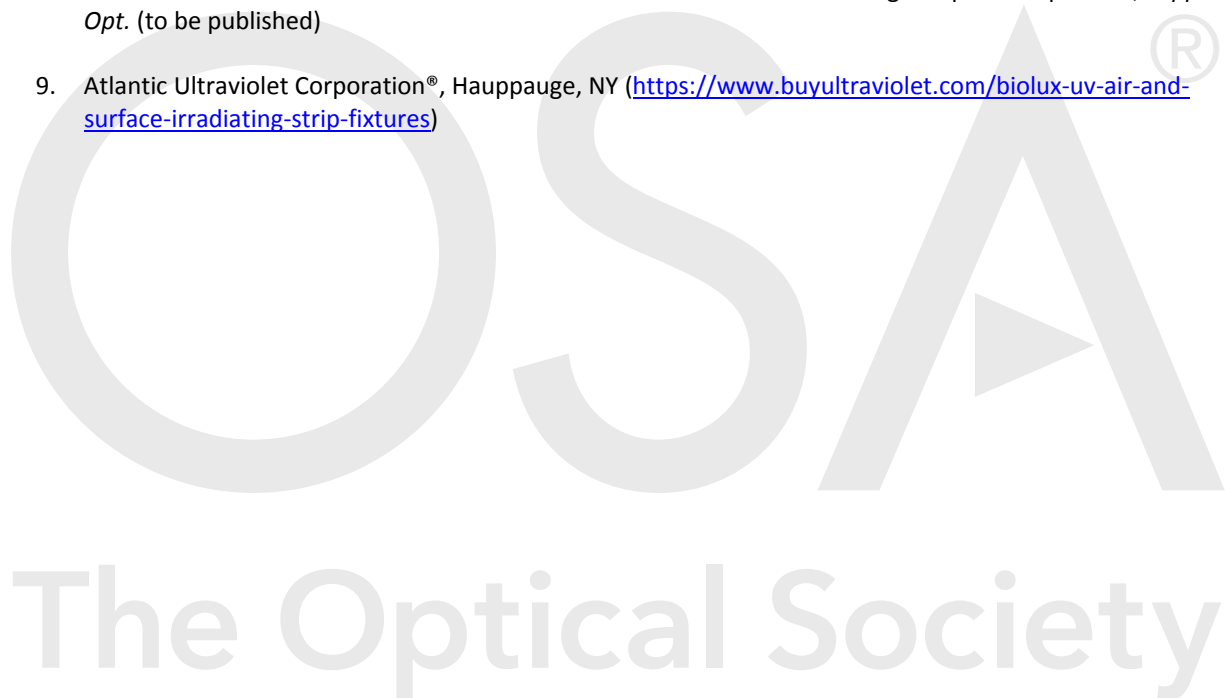 Opt. (to be published)
9. Atlantic Ultraviolet Corporation®, Hauppauge, NY (https://www.buyultraviolet.com/biolux-uv-air-and-
surface-irradiating-strip-fixtures)
OSA®
The Optical Society